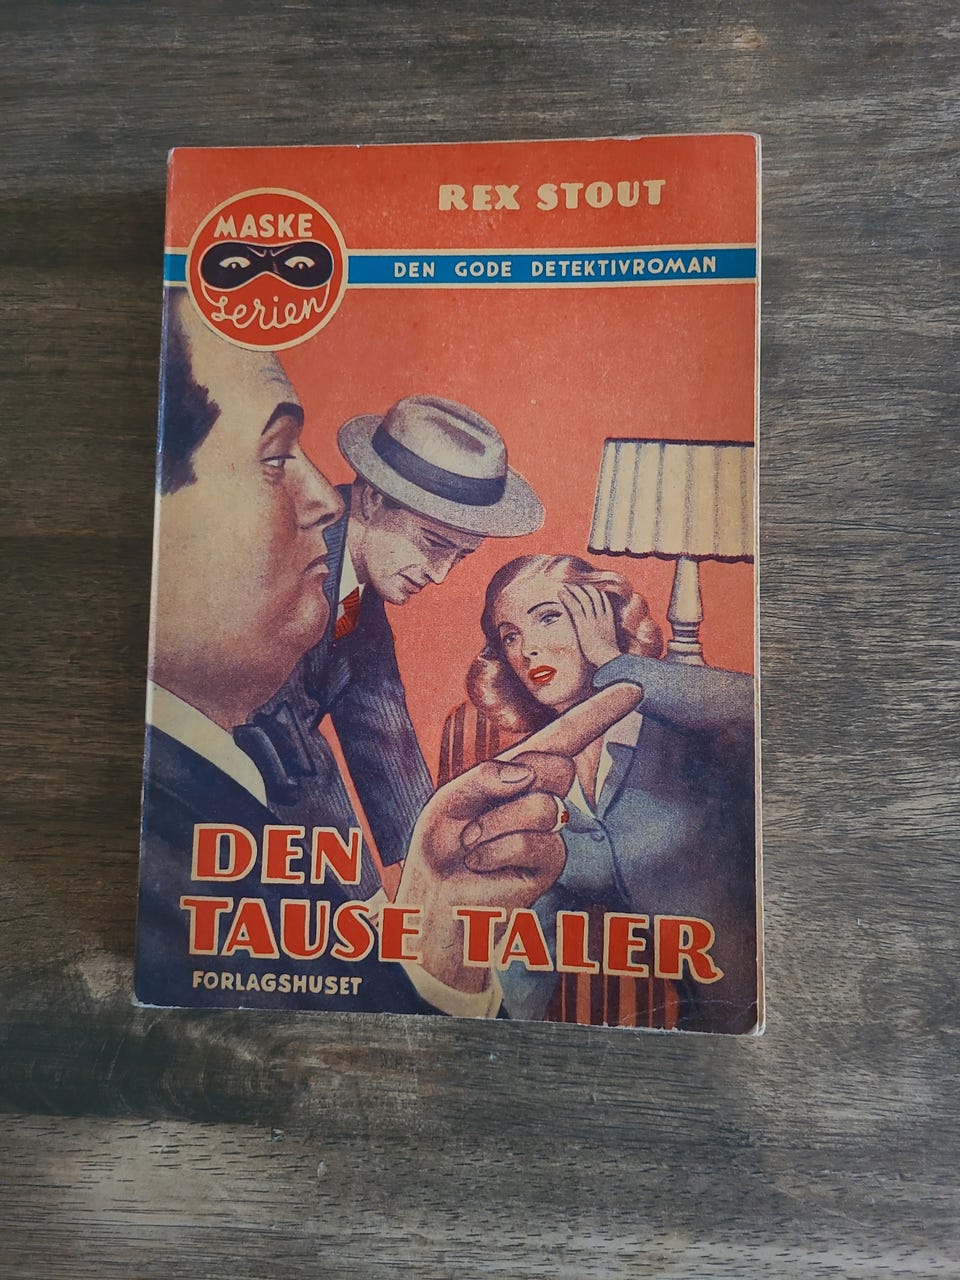 REX STOUT
MASKE
Serien
DEN GODE DETEKTIVROMAN
DEN
TAUSE TALER
FORLAGSHUSET